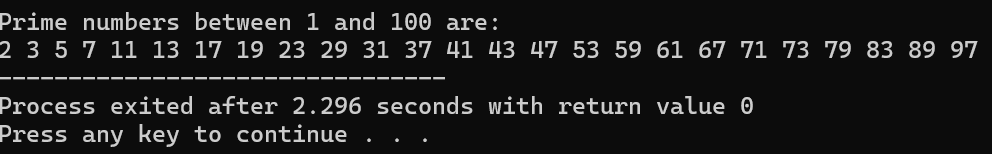 Prime numbers between 1 and 100 are:
2 3 5 7 11 13 17 19 23 29 31 37 41 43 47 53 59 61 67 71 73 79 83 89 97
--------------------------------
Process exited after 2.296 seconds with return value 0
Press any key to continue . . .